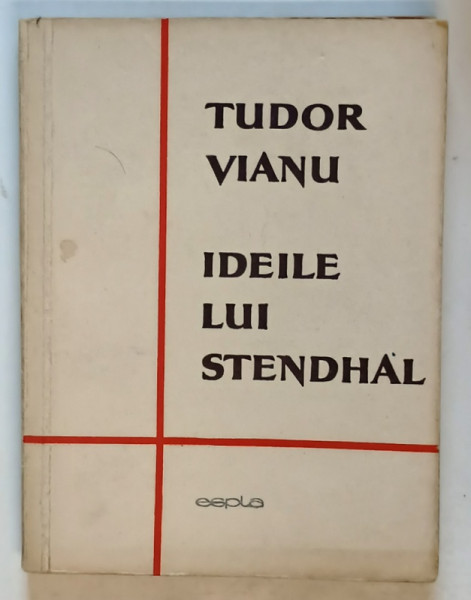 TUDOR
VIANU
IDEILE
LUI
STENDHAL
espla